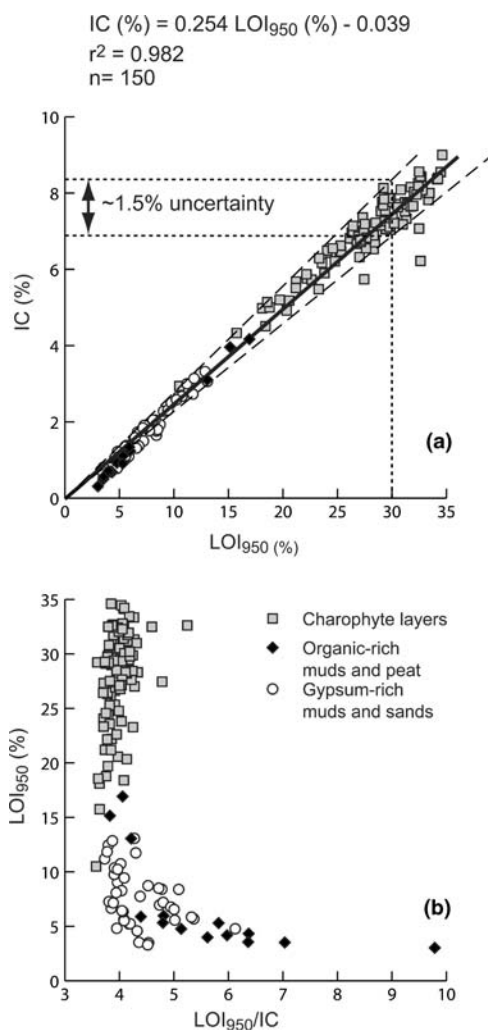 IC (%) = 0.254 LOI950 (%) - 0.039
r2 = 0.982
n= 150
10
8
6
4
2
0
IC (%)
~1.5% uncertainty
(a)
0 5 10 15 20 25 30 35
LOI950 (%)
35
30
25
20
15
10
5
0
LOI950 (%)
Charophyte layers
Organic-rich
muds and peat
Gypsum-rich
muds and sands
(b)
3 4 5 6 7 8 9 10
LOI950/IC